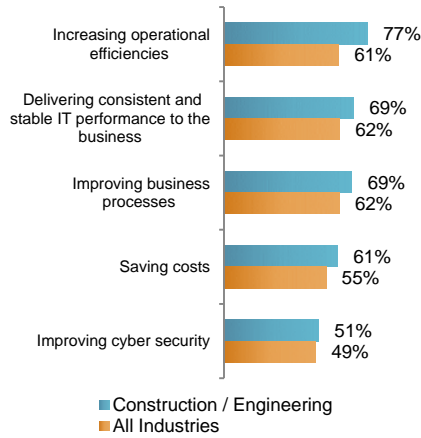 Increasing operational
efficiencies
77%
61%
Delivering consistent and
stable IT performance to the
business
69%
62%
Improving business
processes
69%
62%
Saving costs
61%
55%
Improving cyber security
51%
49%
Construction / Engineering
All Industries